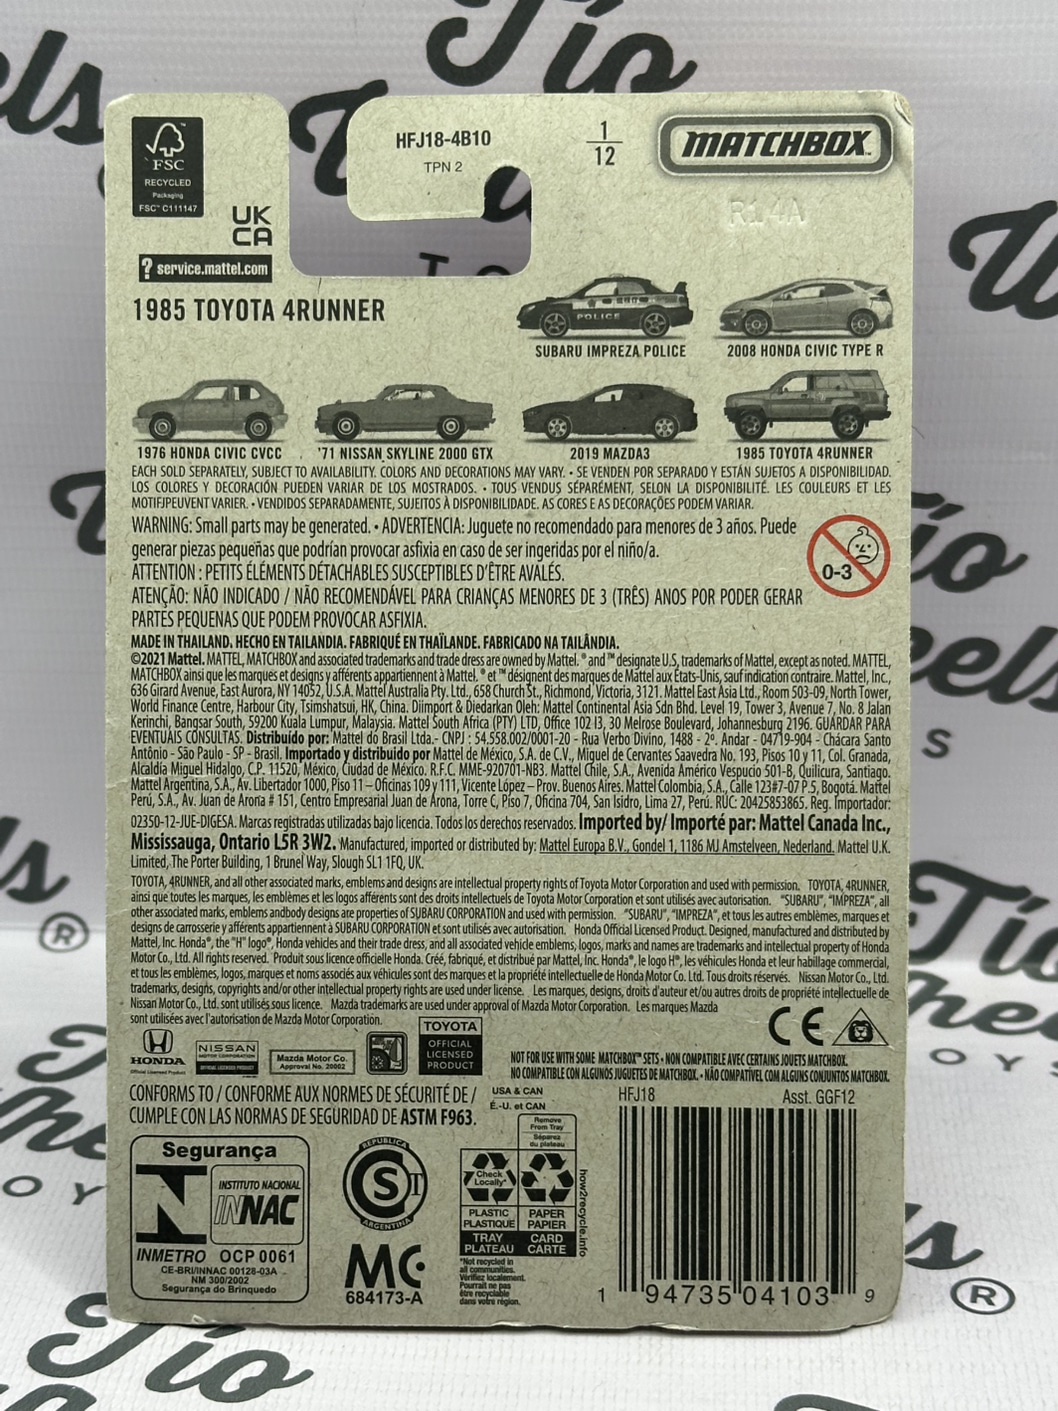 FSC
RECYCLED
Packaging
FSC™ C111147
UK
CA
? service.mattel.com
HFJ18-4B10
TPN 2
1
12
MATCHBOX
R1.4A
1985 TOYOTA 4RUNNER
POLICE
SUBARU IMPREZA POLICE
2008 HONDA CIVIC TYPE R
1976 HONDA CIVIC CVCC
'71 NISSAN SKYLINE 2000 GTX
2019 MAZDA3
1985 TOYOTA 4RUNNER
EACH SOLD SEPARATELY, SUBJECT TO AVAILABILITY. COLORS AND DECORATIONS MAY VARY. • SE VENDEN POR SEPARADO Y ESTÁN SUJETOS A DISPONIBILIDAD.
LOS COLORES Y DECORACIÓN PUEDEN VARIAR DE LOS MOSTRADOS. • TOUS VENDUS SÉPARÉMENT, SELON LA DISPONIBILITÉ. LES COULEURS ET LES
MOTIFJPEUVENT VARIER. • VENDIDOS SEPARADAMENTE, SUJEITOS À DISPONIBILIDADE. AS CORES E AS DECORAÇÕES PODEM VARIAR.
WARNING: Small parts may be generated. • ADVERTENCIA: Juguete no recomendado para menores de 3 años. Puede
generar piezas pequeñas que podrían provocar asfixia en caso de ser ingeridas por el niño/a.
ATTENTION : PETITS ÉLÉMENTS DÉTACHABLES SUSCEPTIBLES D'ÊTRE AVALÉS.
ATENÇÃO: NÃO INDICADO / NÃO RECOMENDÁVEL PARA CRIANÇAS MENORES DE 3 (TRÊS) ANOS POR PODER GERAR
PARTES PEQUENAS QUE PODEM PROVOCAR ASFIXIA.
0-3
MADE IN THAILAND. HECHO EN TAILANDIA. FABRIQUÉ EN THAÏLANDE. FABRICADO NA TAILÂNDIA.
©2021 Mattel. MATTEL, MATCHBOX and associated trademarks and trade dress are owned by Mattel. ® and ™ designate U.S. trademarks of Mattel, except as noted. MATTEL,
MATCHBOX ainsi que les marques et designs y afférents appartiennent à Mattel. ® et ™ désignent des marques de Mattel aux États-Unis, sauf indication contraire. Mattel, Inc.,
636 Girard Avenue, East Aurora, NY 14052, U.S.A. Mattel Australia Pty. Ltd., 658 Church St., Richmond, Victoria, 3121. Mattel East Asia Ltd., Room 503-09, North Tower,
World Finance Centre, Harbour City, Tsimshatsui, HK, China. Diimport & Diedarkan Oleh: Mattel Continental Asia Sdn Bhd. Level 19, Tower 3, Avenue 7, No. 8 Jalan
Kerinchi, Bangsar South, 59200 Kuala Lumpur, Malaysia. Mattel South Africa (PTY) LTD, Office 102 I3, 30 Melrose Boulevard, Johannesburg 2196. GUARDAR PARA
EVENTUAIS CONSULTAS. Distribuído por: Mattel do Brasil Ltda.- CNPJ : 54.558.002/0001-20 - Rua Verbo Divino, 1488 - 2º. Andar - 04719-904 - Chácara Santo
Antônio - São Paulo - SP - Brasil. Importado y distribuido por Mattel de México, S.A. de C.V., Miguel de Cervantes Saavedra No. 193, Pisos 10 y 11, Col. Granada,
Alcaldía Miguel Hidalgo, C.P. 11520, México, Ciudad de México. R.F.C. MME-920701-NB3. Mattel Chile, S.A., Avenida Américo Vespucio 501-B, Quilicura, Santiago.
Mattel Argentina, S.A., Av. Libertador 1000, Piso 11 – Oficinas 109 y 111, Vicente López – Prov. Buenos Aires. Mattel Colombia, S.A., Calle 123#7-07 P.5, Bogotá. Mattel
Perú, S.A., Av. Juan de Arona # 151, Centro Empresarial Juan de Arona, Torre C, Piso 7, Oficina 704, San Isidro, Lima 27, Perú. RUC: 20425853865. Reg. Importador:
02350-12-JUE-DIGESA. Marcas registradas utilizadas bajo licencia. Todos los derechos reservados. Imported by/ Importé par: Mattel Canada Inc.,
Mississauga, Ontario L5R 3W2. Manufactured, imported or distributed by: Mattel Europa B.V., Gondel 1, 1186 MJ Amstelveen, Nederland. Mattel U.K.
Limited, The Porter Building, 1 Brunel Way, Slough SL1 1FQ, UK.
TOYOTA, 4RUNNER, and all other associated marks, emblems and designs are intellectual property rights of Toyota Motor Corporation and used with permission. TOYOTA, 4RUNNER,
ainsi que toutes les marques, les emblèmes et les logos afférents sont des droits intellectuels de Toyota Motor Corporation et sont utilisés avec autorisation. "SUBARU", "IMPREZA", all
other associated marks, emblems andbody designs are properties of SUBARU CORPORATION and used with permission. "SUBARU", "IMPREZA", et tous les autres emblèmes, marques et
designs de carrosserie y afférents appartiennent à SUBARU CORPORATION et sont utilisés avec autorisation. Honda Official Licensed Product. Designed, manufactured and distributed by
Mattel, Inc. Honda®, the "H" logo®, Honda vehicles and their trade dress, and all associated vehicle emblems, logos, marks and names are trademarks and intellectual property of Honda
Motor Co., Ltd. All rights reserved. Produit sous licence officielle Honda. Créé, fabriqué, et distribué par Mattel, Inc. Honda®, le logo H®, les véhicules Honda et leur habillage commercial,
et tous les emblèmes, logos, marques et noms associés aux véhicules sont des marques et la propriété intellectuelle de Honda Motor Co., Ltd. Tous droits réservés. Nissan Motor Co., Ltd.
trademarks, designs, copyrights and/or other intellectual property rights are used under license. Les marques, designs, droits d'auteur et/ou autres droits de propriété intellectuelle de
Nissan Motor Co., Ltd. sont utilisés sous licence. Mazda trademarks are used under approval of Mazda Motor Corporation. Les marques Mazda
sont utilisées avec l'autorisation de Mazda Motor Corporation.
HONDA
Official Licensed Product
NISSAN
MOTOR CORPORATION
OFFICIAL LICENSED PRODUCT
Mazda Motor Co.
Approval No. 20002
TOYOTA
OFFICIAL
LICENSED
PRODUCT
CE
NOT FOR USE WITH SOME MATCHBOX™ SETS • NON COMPATIBLE AVEC CERTAINS JOUETS MATCHBOX.
NO COMPATIBLE CON ALGUNOS JUGUETES DE MATCHBOX. • NÃO COMPATÍVEL COM ALGUNS CONJUNTOS MATCHBOX.
CONFORMS TO / CONFORME AUX NORMES DE SÉCURITÉ DE /
CUMPLE CON LAS NORMAS DE SEGURIDAD DE ASTM F963.
USA & CAN
É.-U. et CAN
HFJ18
Asst. GGF12
Segurança
INSTITUTO NACIONAL
INNAC
INMETRO OCP 0061
CE-BRI/INNAC 00128-03A
NM 300/2002
Segurança do Brinquedo
REPUBLICA
ARGENTINA
S
T
MC
684173-A
Remove
From Tray
Séparez
du plateau
Check
Locally*
PLASTIC
PLASTIQUE
PAPER
PAPIER
TRAY
PLATEAU
CARD
CARTE
how2recycle.info
*Not recycled in
all communities.
Vérifiez localement.
Pourrait ne pas
être recyclable
dans votre région.
1 94735 04103 9
Tío
Wheels
TOYS
®